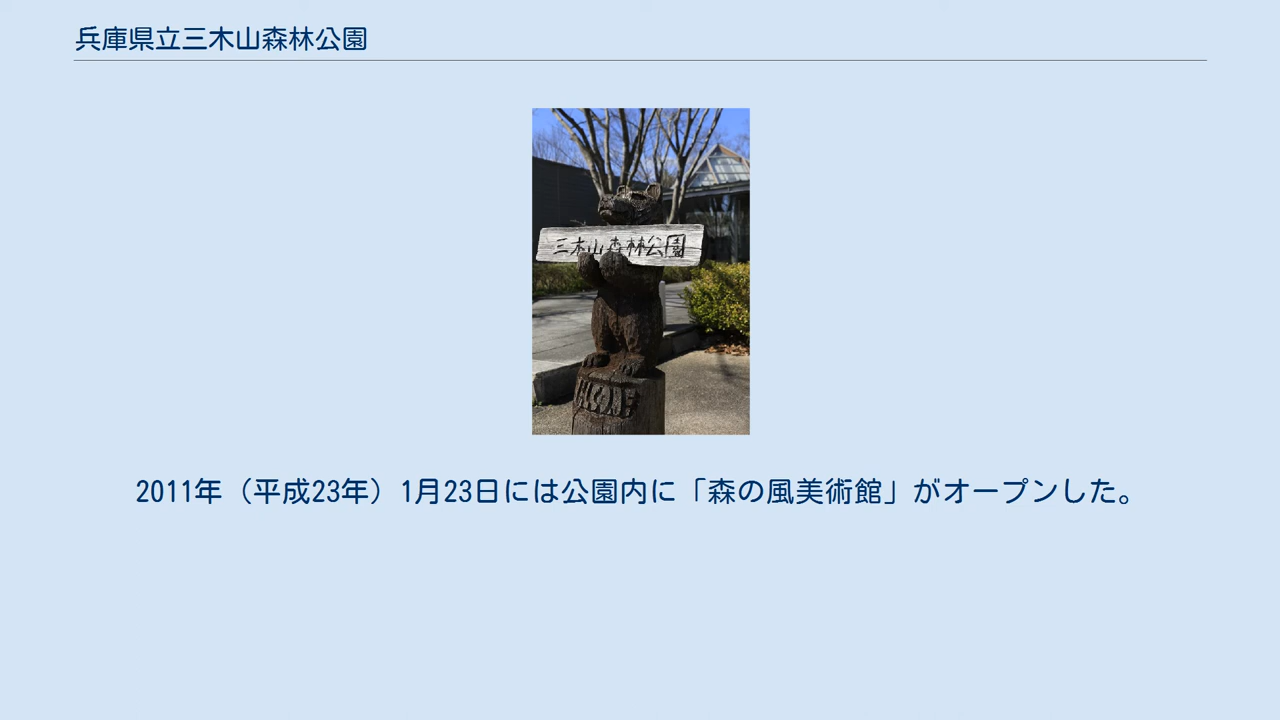 兵庫県立三木山森林公園
三木山森林公園
2011年（平成23年）1月23日には公園内に「森の風美術館」がオープンした。